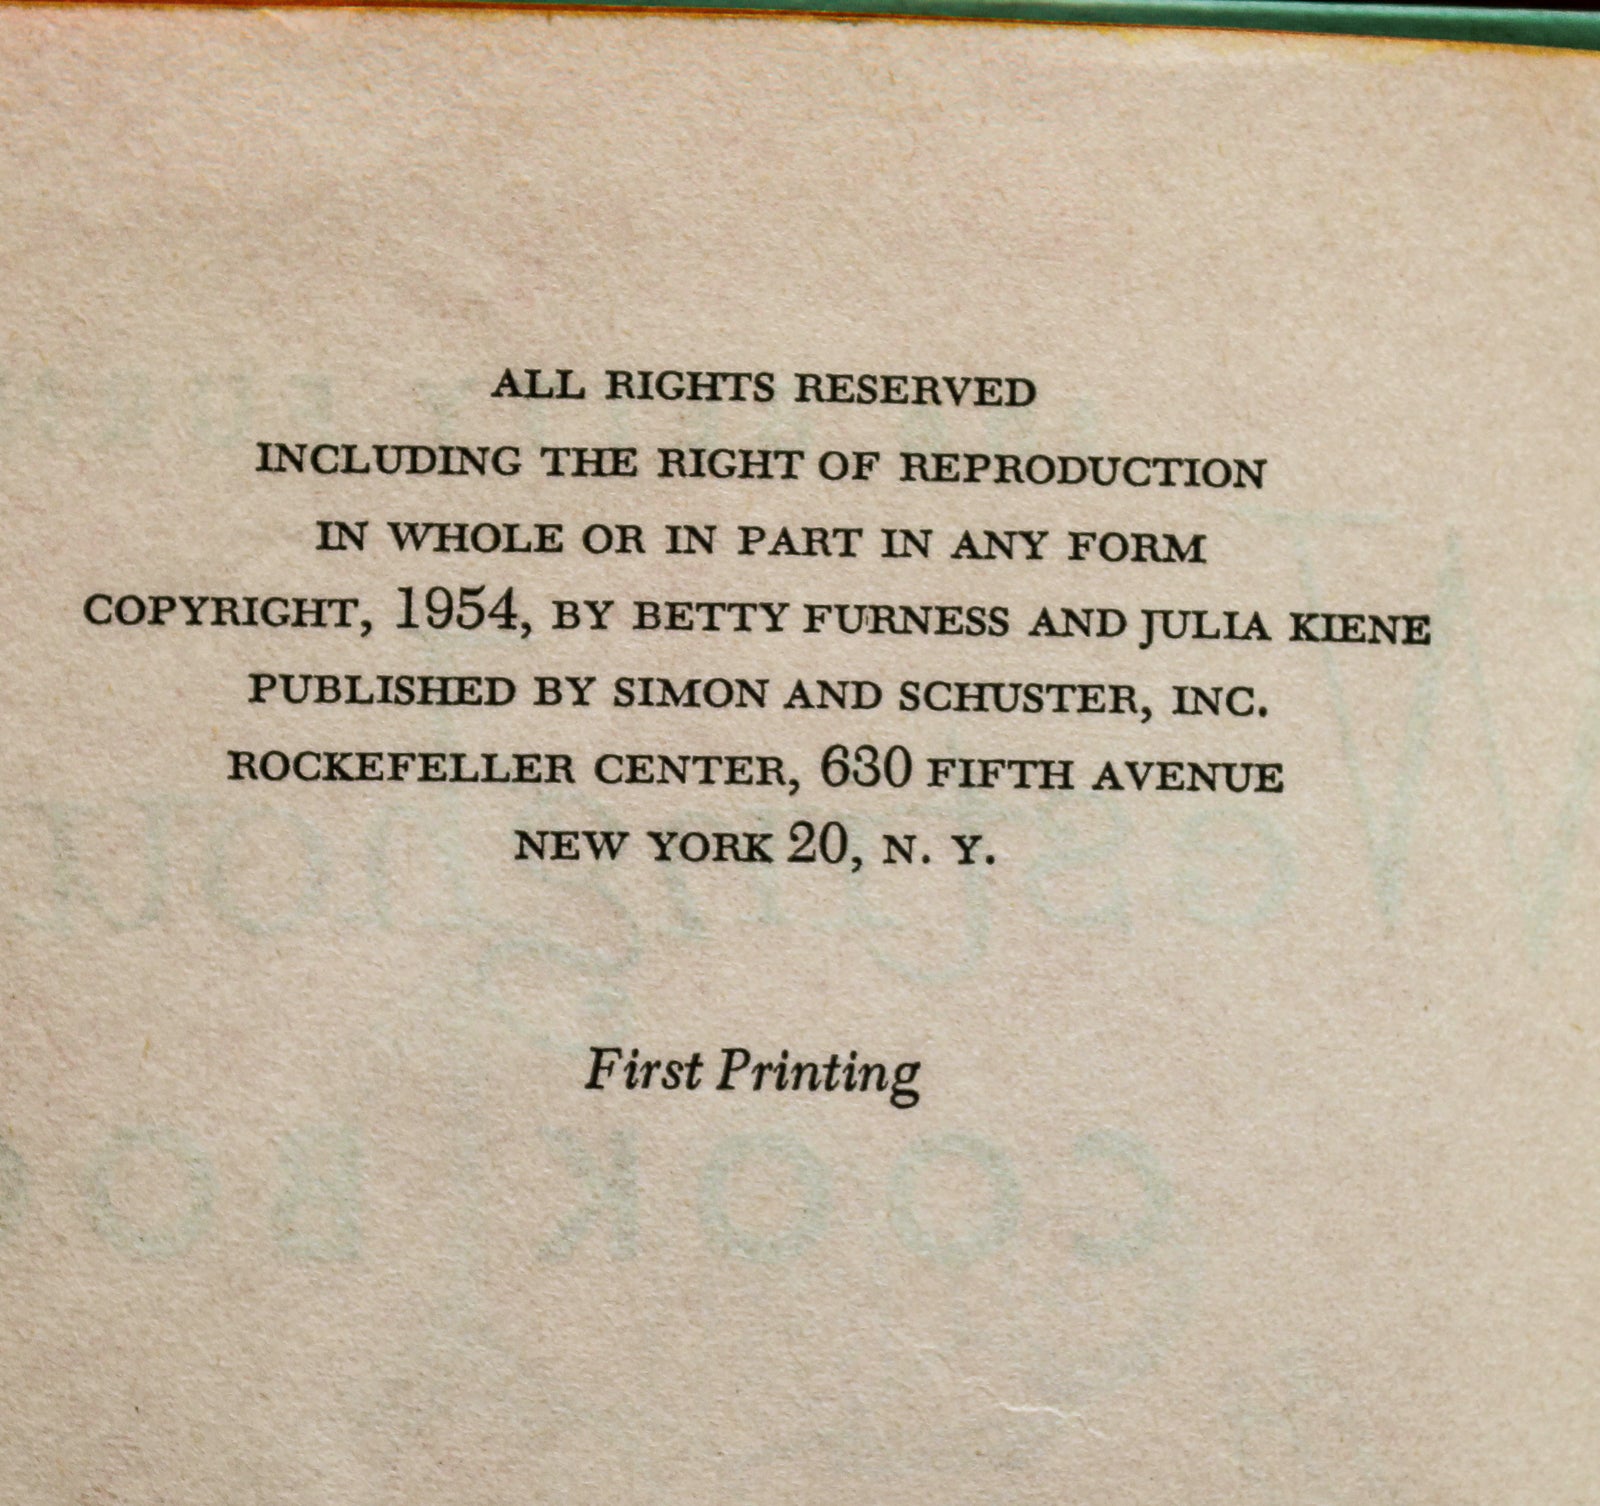 ALL RIGHTS RESERVED
INCLUDING THE RIGHT OF REPRODUCTION
IN WHOLE OR IN PART IN ANY FORM
COPYRIGHT, 1954, BY BETTY FURNESS AND JULIA KIENE
PUBLISHED BY SIMON AND SCHUSTER, INC.
ROCKEFELLER CENTER, 630 FIFTH AVENUE
NEW YORK 20, N. Y.
First Printing